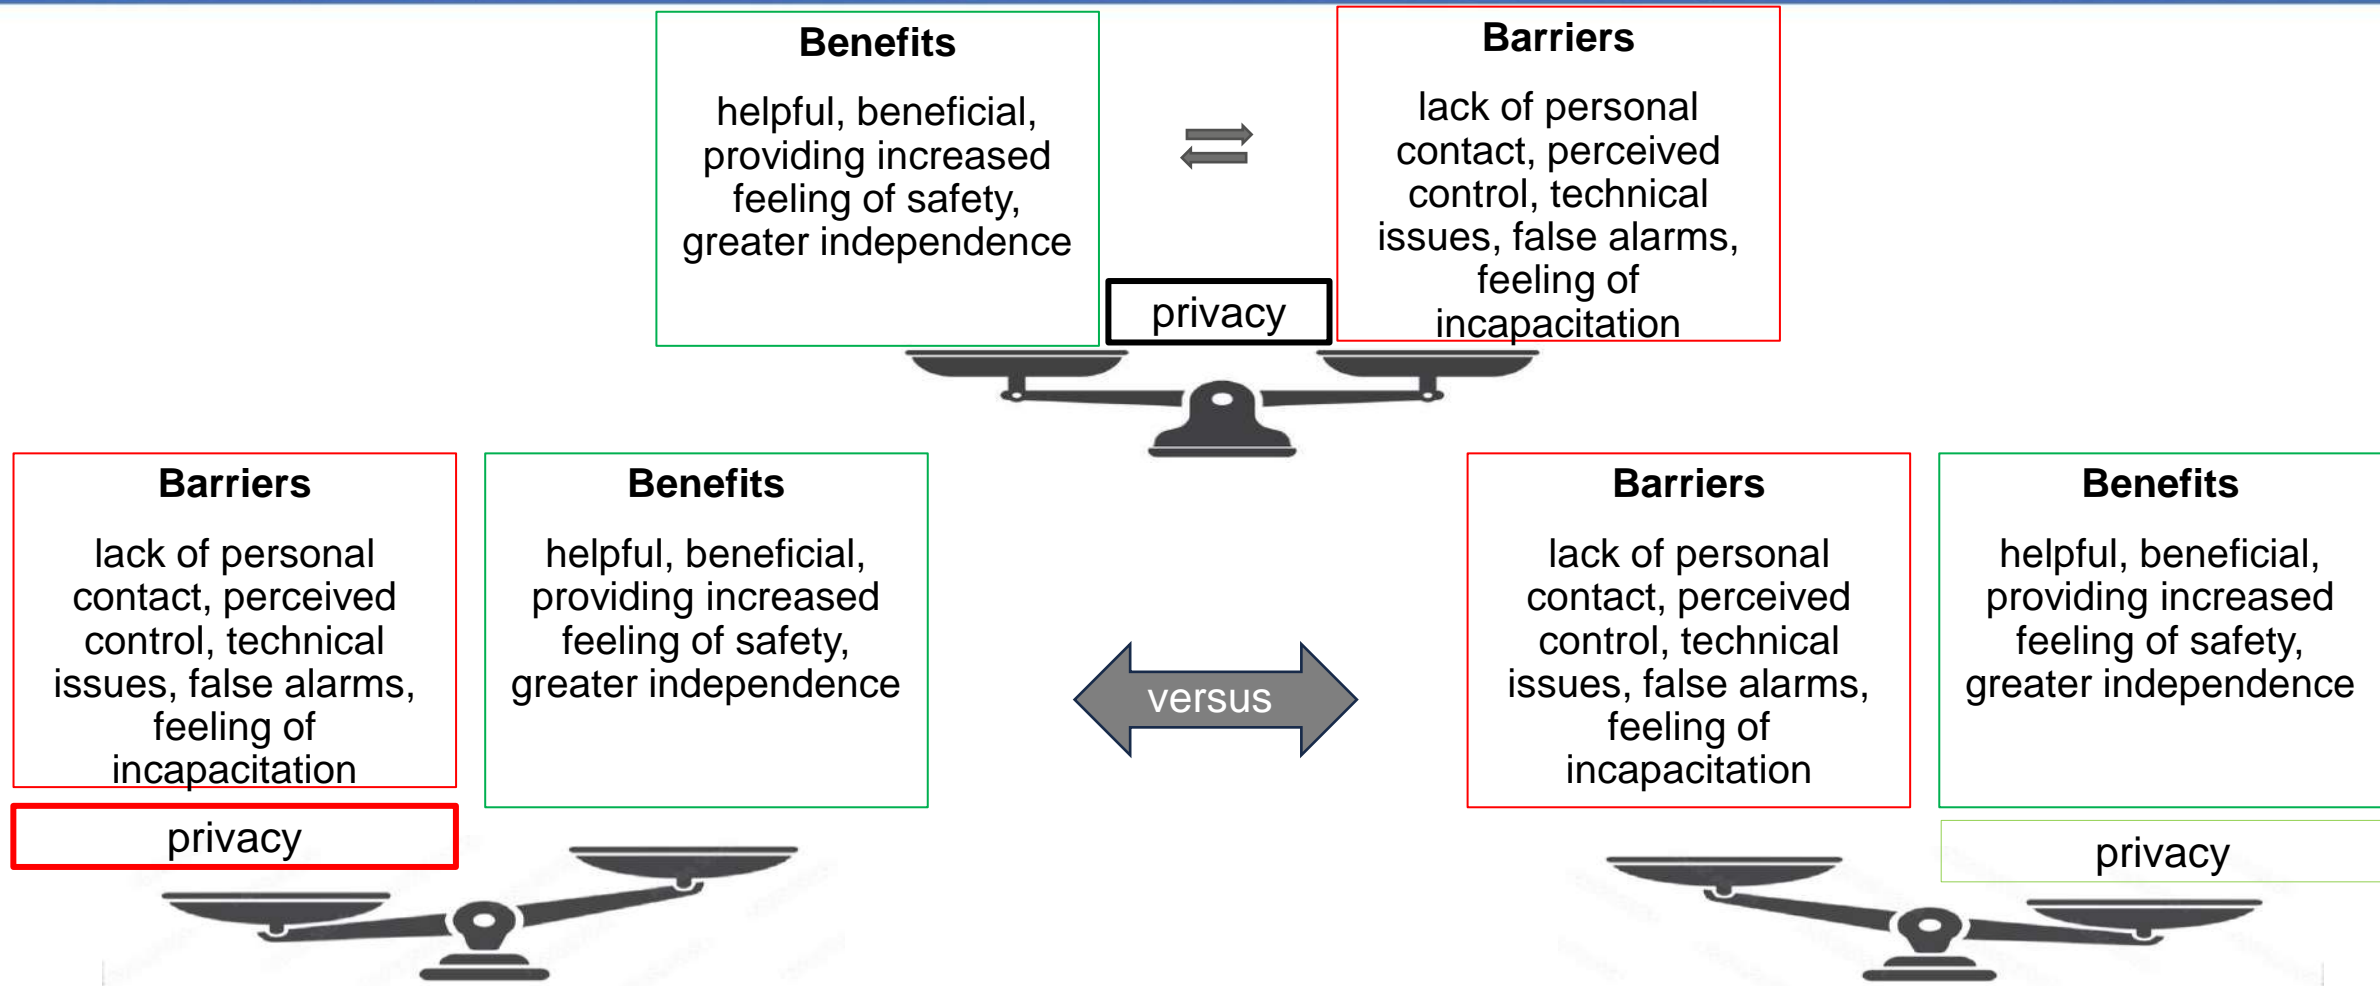 Benefits
helpful, beneficial,
providing increased
feeling of safety,
greater independence
Barriers
lack of personal
contact, perceived
control, technical
issues, false alarms,
feeling of
incapacitation
privacy
Barriers
lack of personal
contact, perceived
control, technical
issues, false alarms,
feeling of
incapacitation
privacy
Benefits
helpful, beneficial,
providing increased
feeling of safety,
greater independence
versus
Barriers
lack of personal
contact, perceived
control, technical
issues, false alarms,
feeling of
incapacitation
Benefits
helpful, beneficial,
providing increased
feeling of safety,
greater independence
privacy